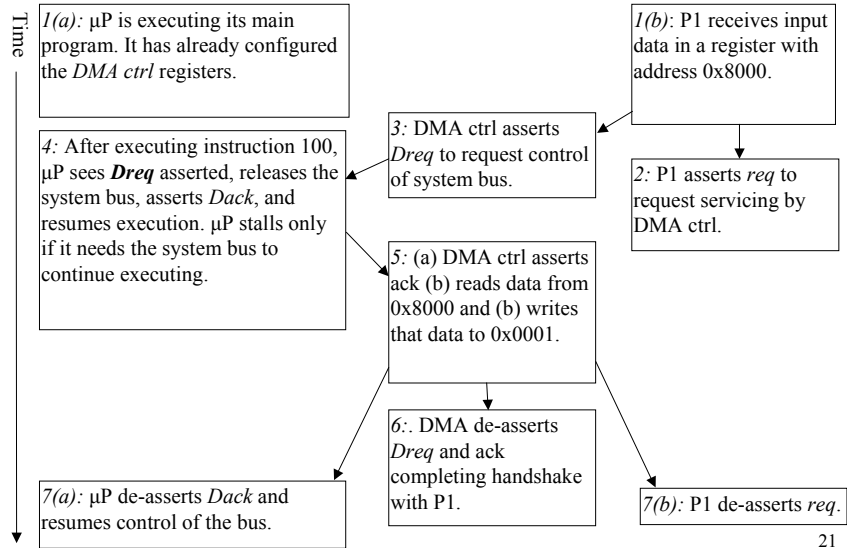 Time
1(a): μP is executing its main
program. It has already configured
the DMA ctrl registers.
1(b): P1 receives input
data in a register with
address 0x8000.
2: P1 asserts req to
request servicing by
DMA ctrl.
3: DMA ctrl asserts
Dreq to request control
of system bus.
4: After executing instruction 100,
μP sees Dreq asserted, releases the
system bus, asserts Dack, and
resumes execution. μP stalls only
if it needs the system bus to
continue executing.
5: (a) DMA ctrl asserts
ack (b) reads data from
0x8000 and (b) writes
that data to 0x0001.
6:. DMA de-asserts
Dreq and ack
completing handshake
with P1.
7(a): μP de-asserts Dack and
resumes control of the bus.
7(b): P1 de-asserts req.
21